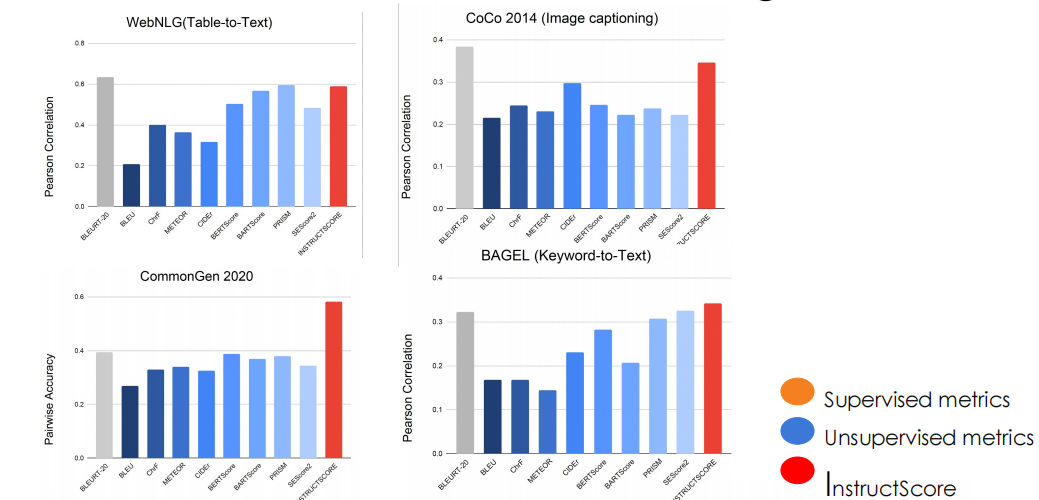 WebNLG(Table-to-Text)
Pearson Correlation
0.8
0.6
0.4
0.2
0.0
BLEURT-20
BLEU
ChrF
METEOR
CIDEr
BERTScore
BARTScore
PRISM
SEScore2
INSTRUCTSCORE
CoCo 2014 (Image captioning)
Pearson Correlation
0.4
0.3
0.2
0.1
0.0
BLEURT-20
BLEU
ChrF
METEOR
CIDEr
BERTScore
BARTScore
PRISM
SEScore2
RUCTSCORE
CommonGen 2020
Pairwise Accuracy
0.6
0.4
0.2
0.0
BLEURT-20
BLEU
ChrF
METEOR
CIDEr
BERTScore
BARTScore
PRISM
SEScore2
INSTRUCTSCORE
BAGEL (Keyword-to-Text)
Pearson Correlation
0.4
0.3
0.2
0.1
0.0
BLEURT-20
BLEU
ChrF
METEOR
CIDEr
BERTScore
BARTScore
PRISM
SEScore2
STRUCTSCORE
Supervised metrics
Unsupervised metrics
InstructScore